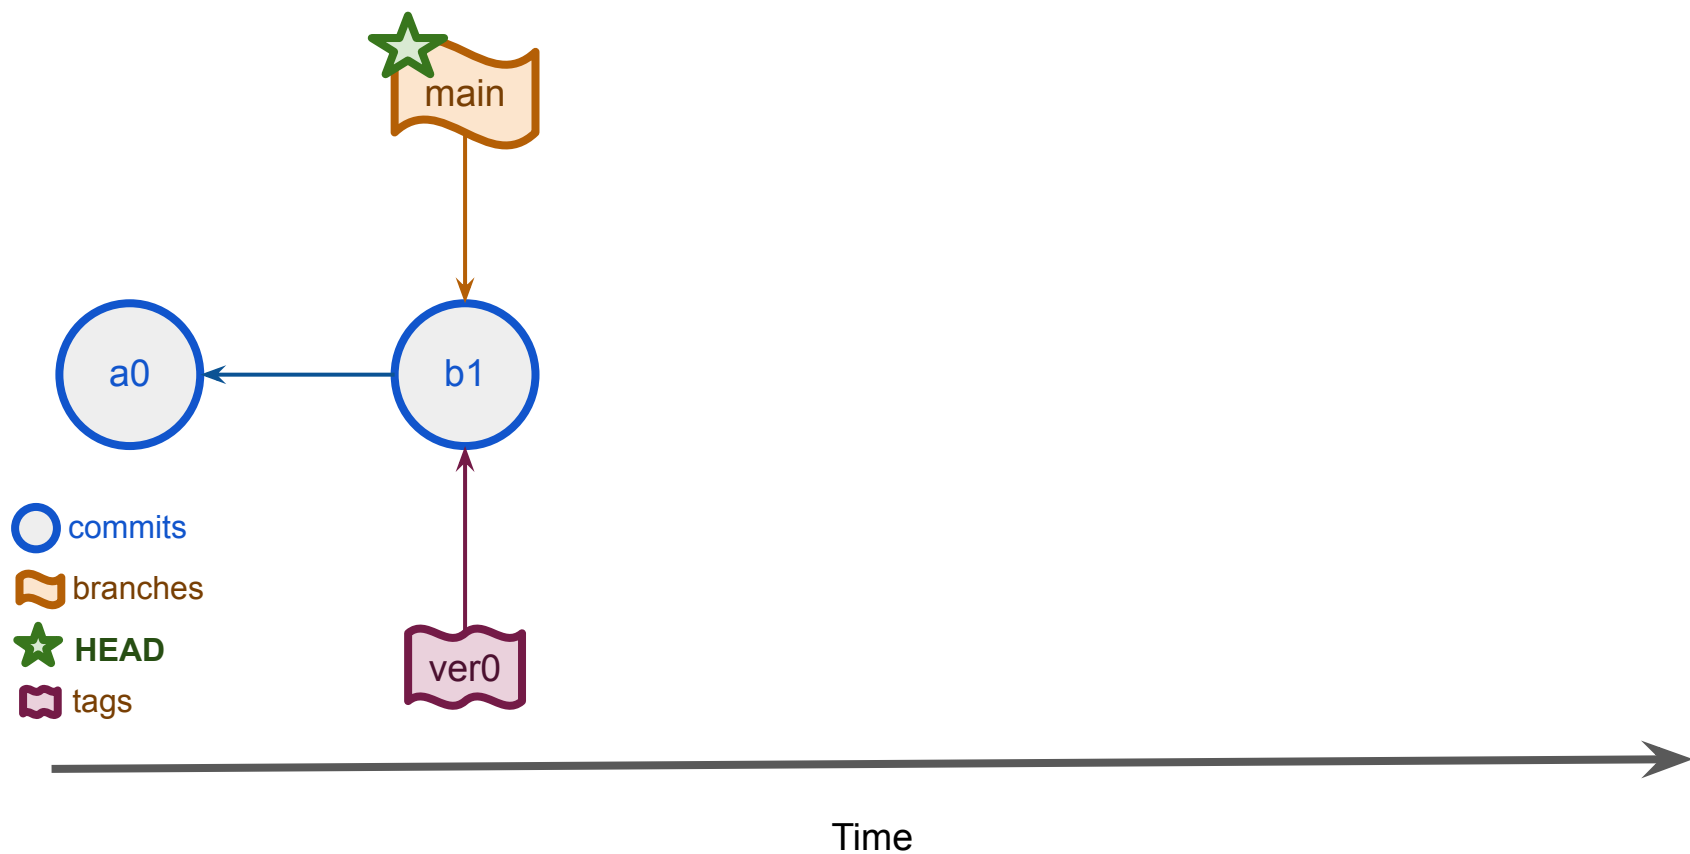 main
a0
b1
commits
branches
HEAD
tags
ver0
Time